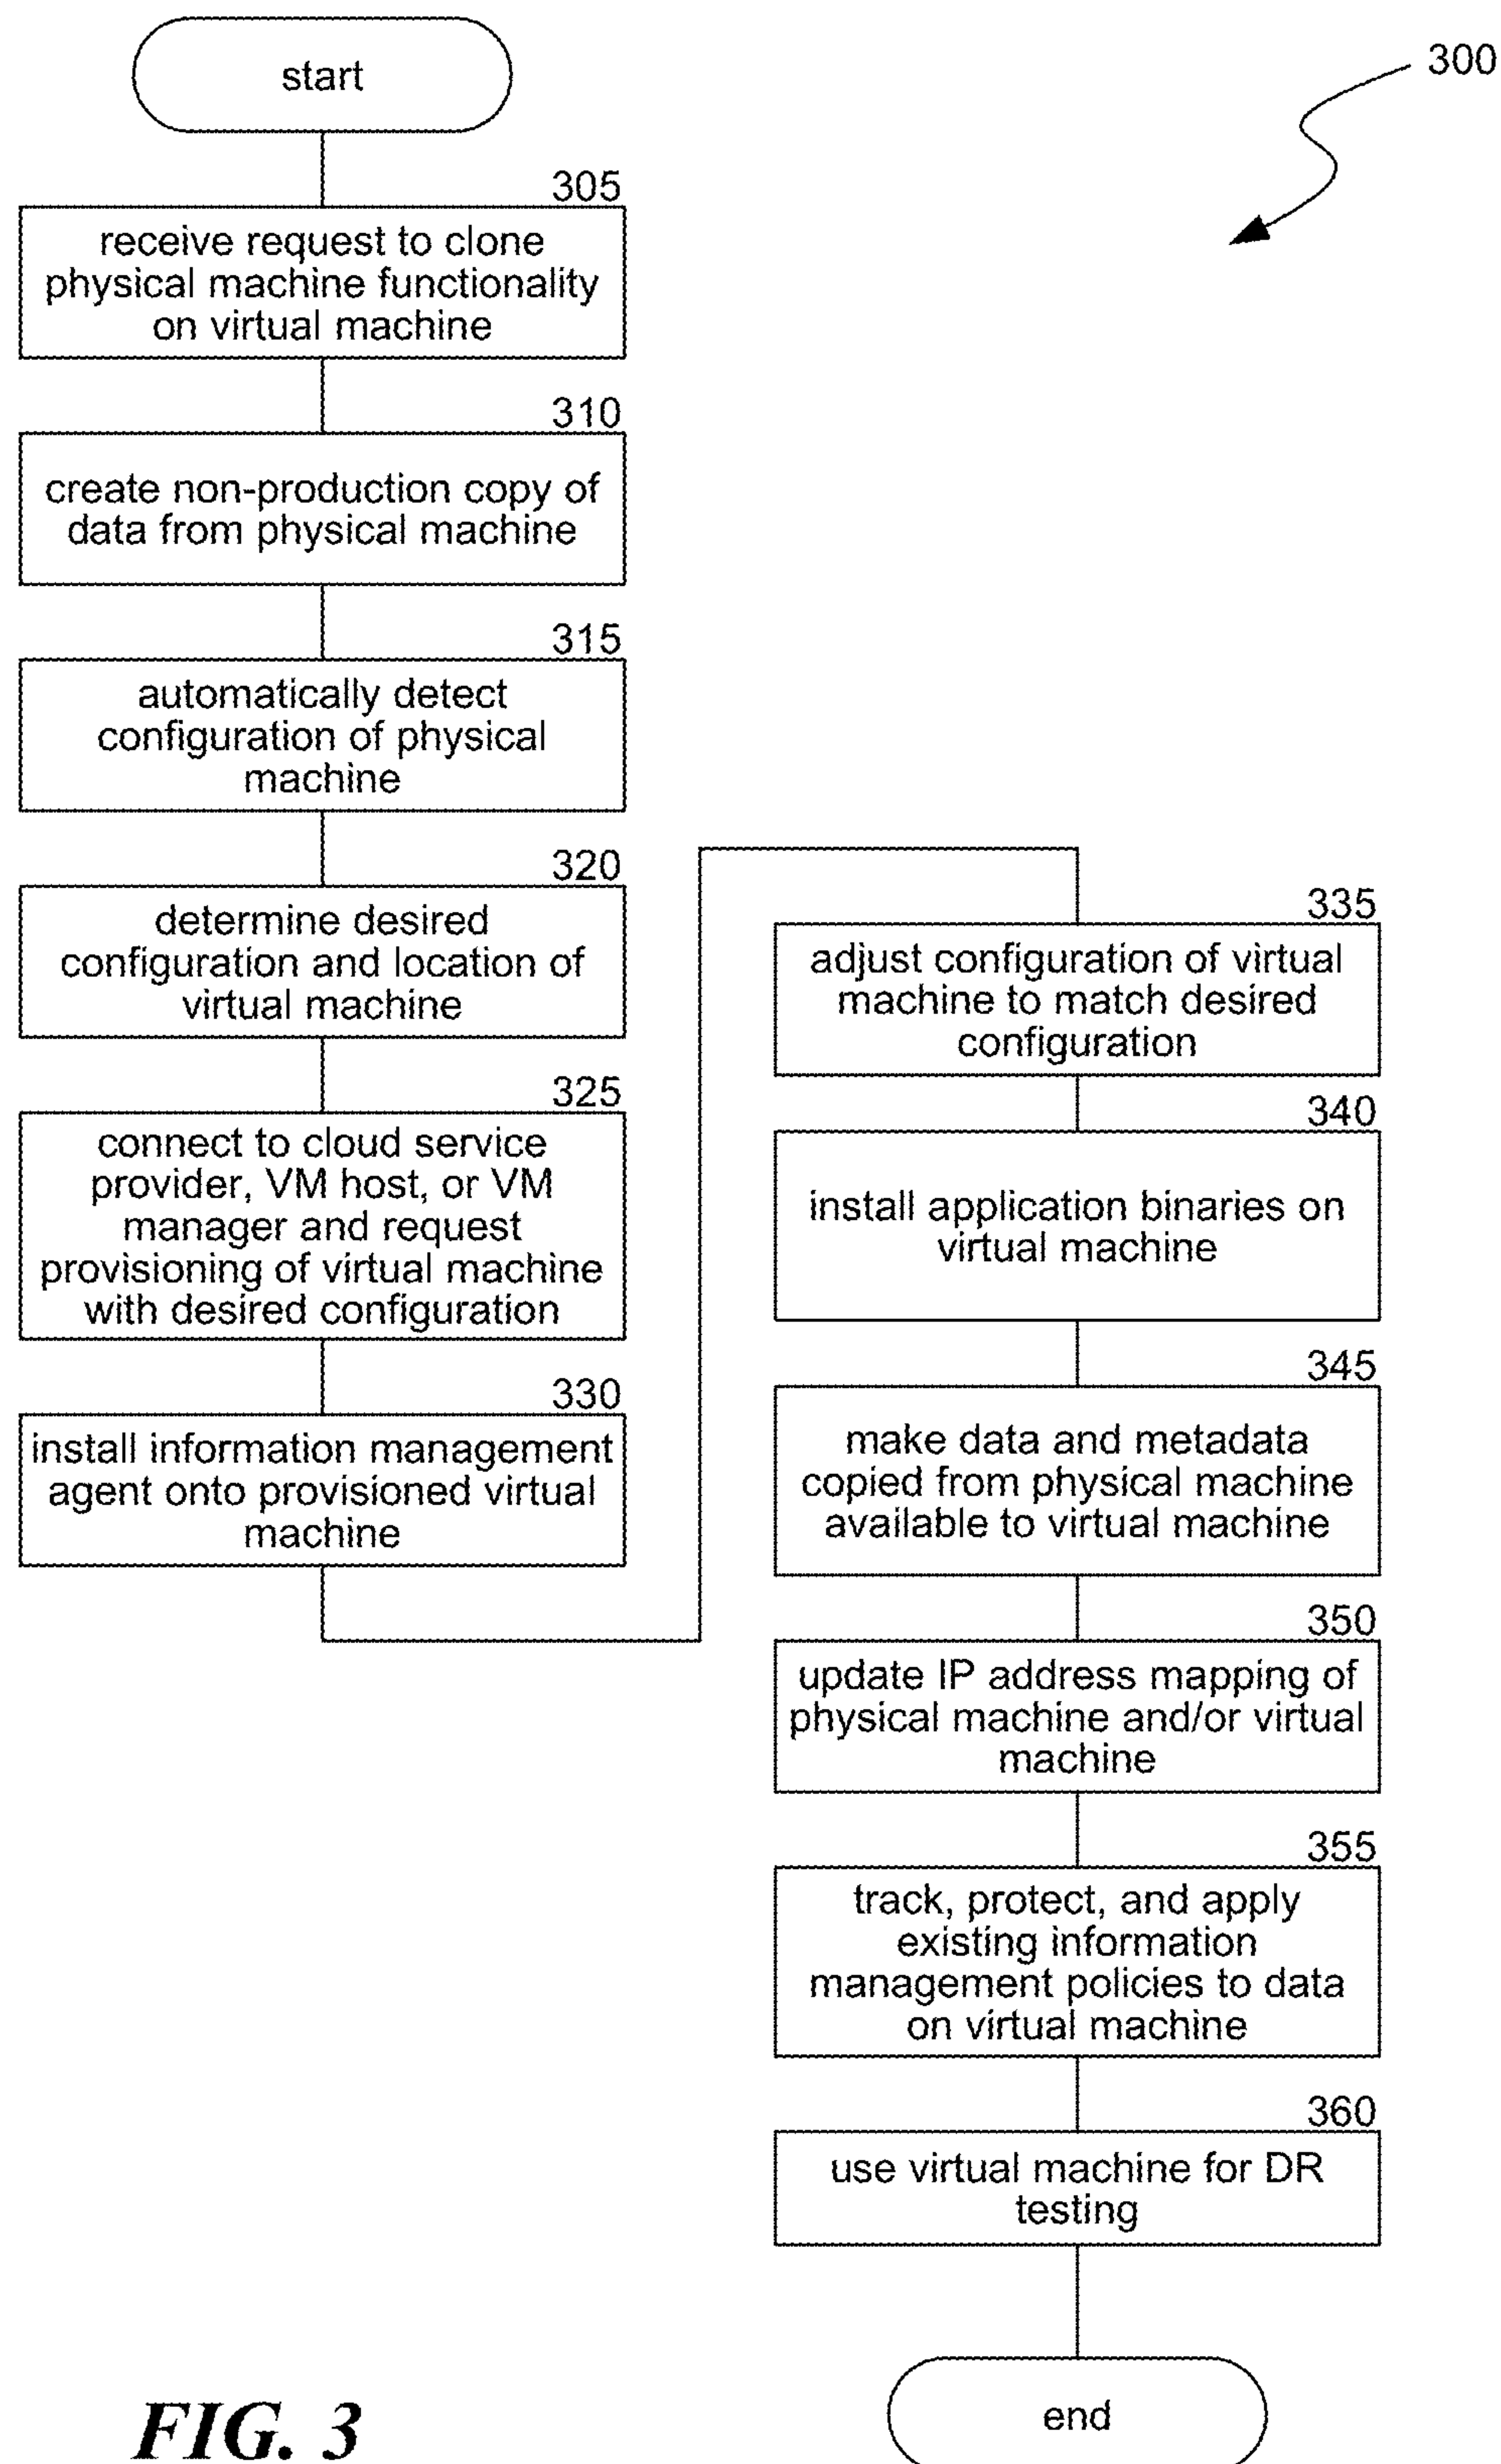 start
300
305
receive request to clone
physical machine functionality
on virtual machine
310
create non-production copy of
data from physical machine
315
automatically detect
configuration of physical
machine
320
determine desired
configuration and location of
virtual machine
325
connect to cloud service
provider, VM host, or VM
manager and request
provisioning of virtual machine
with desired configuration
330
install information management
agent onto provisioned virtual
machine
335
adjust configuration of virtual
machine to match desired
configuration
340
install application binaries on
virtual machine
345
make data and metadata
copied from physical machine
available to virtual machine
350
update IP address mapping of
physical machine and/or virtual
machine
355
track, protect, and apply
existing information
management policies to data
on virtual machine
360
use virtual machine for DR
testing
end
FIG. 3